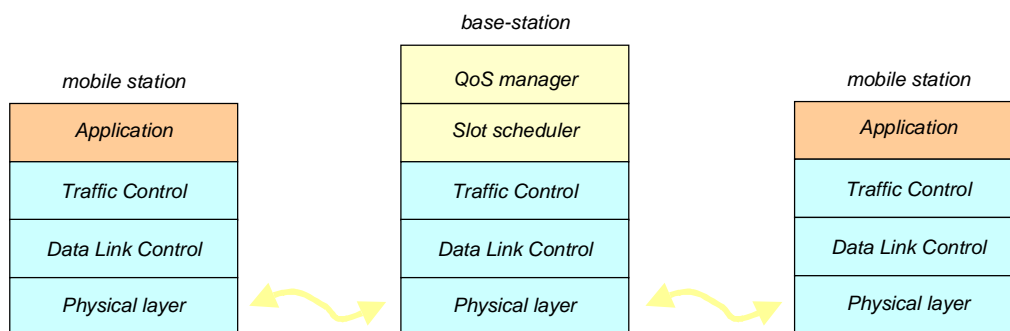 base-station
mobile station
QoS manager
mobile station
Application
Slot scheduler
Application
Traffic Control
Traffic Control
Traffic Control
Data Link Control
Data Link Control
Data Link Control
Physical layer
Physical layer
Physical layer